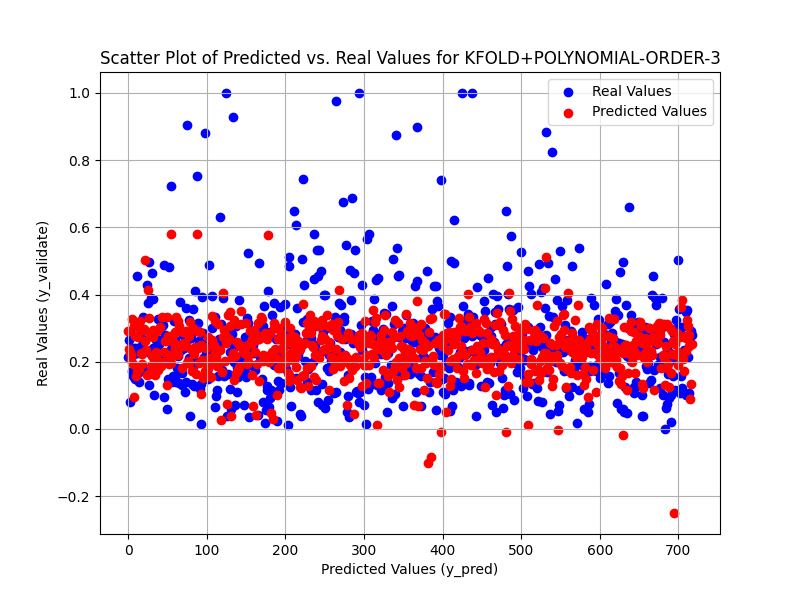 Scatter Plot of Predicted vs. Real Values for KFOLD+POLYNOMIAL-ORDER-3
Real Values
Predicted Values
1.0
0.8
0.6
0.4
0.2
0.0
−0.2
Real Values (y_validate)
0 100 200 300 400 500 600 700
Predicted Values (y_pred)